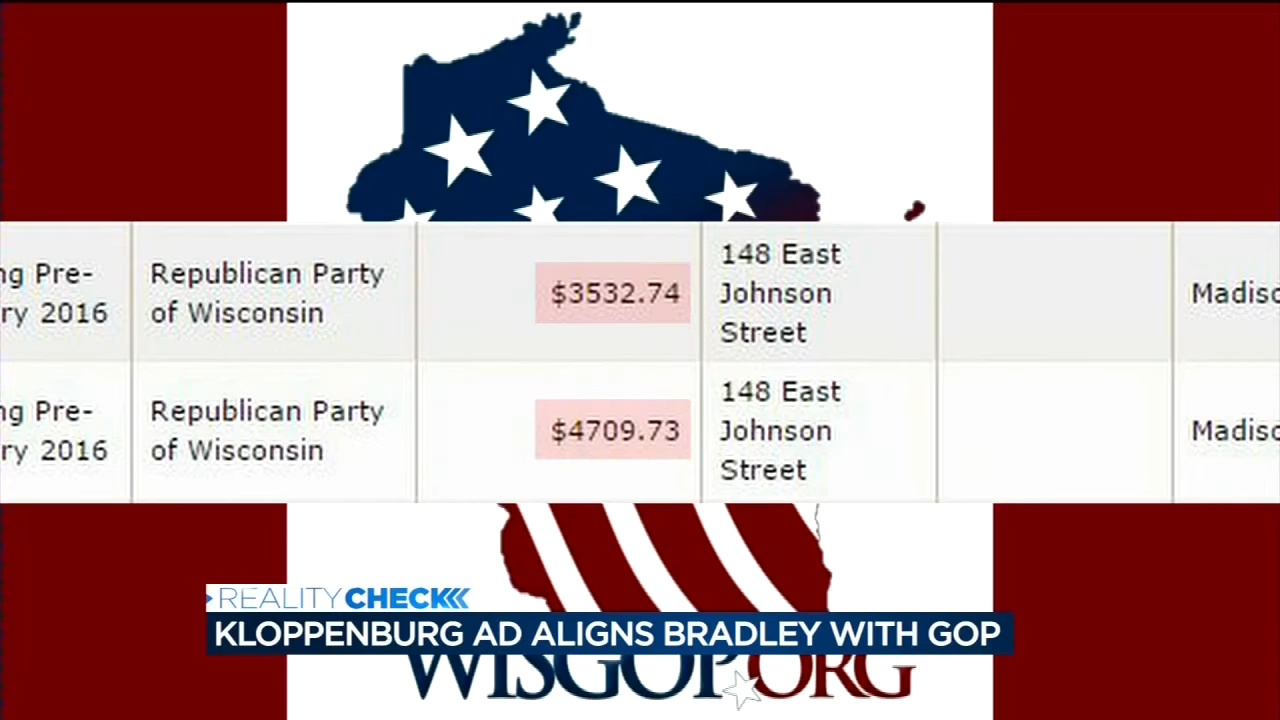 ng Pre-
ry 2016
Republican Party
of Wisconsin
$3532.74
148 East
Johnson
Street
Madisc
ng Pre-
ry 2016
Republican Party
of Wisconsin
$4709.73
148 East
Johnson
Street
Madisc
REALITY CHECK
KLOPPENBURG AD ALIGNS BRADLEY WITH GOP
WISGOP.ORG